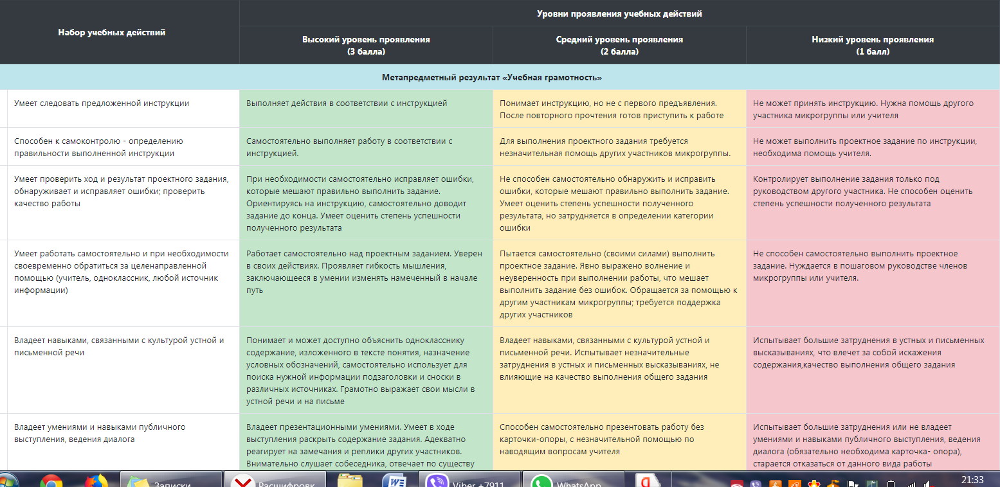 Набор учебных действий
Уровни проявления учебных действий
Высокий уровень проявления
(3 балла)
Средний уровень проявления
(2 балла)
Низкий уровень проявления
(1 балл)
Метапредметный результат «Учебная грамотность»
Умеет следовать предложенной инструкции
Выполняет действия в соответствии с инструкцией
Понимает инструкцию, но не с первого предъявления.
После повторного прочтения готов приступить к работе
Не может принять инструкцию. Нужна помощь другого
участника микрогруппы или учителя
Способен к самоконтролю - определению
правильности выполненной инструкции
Самостоятельно выполняет работу в соответствии с
инструкцией.
Для выполнения проектного задания требуется
незначительная помощь других участников микрогруппы.
Не может выполнить проектное задание по инструкции,
необходима помощь учителя.
Умеет проверить ход и результат проектного задания,
обнаруживает и исправляет ошибки; проверить
качество работы
При необходимости самостоятельно исправляет ошибки,
которые мешают правильно выполнить задание.
Ориентируясь на инструкцию, самостоятельно доводит
задание до конца. Умеет оценить степень успешности
полученного результата
Не способен самостоятельно обнаружить и исправить
ошибки, которые мешают правильно выполнить задание.
Умеет оценить степень успешности полученного
результата, но затрудняется в определении категории
ошибки
Контролирует выполнение задания только под
руководством другого участника. Не способен оценить
степень успешности полученного результата
Умеет работать самостоятельно и при необходимости
своевременно обратиться за целенаправленной
помощью (учитель, одноклассник, любой источник
информации)
Работает самостоятельно над проектным заданием. Уверен
в своих действиях. Проявляет гибкость мышления,
заключающееся в умении изменять намеченный в начале
путь
Пытается самостоятельно (своими силами) выполнить
проектное задание. Явно выражено волнение и
неуверенность при выполнении работы, что мешает
выполнить задание без ошибок. Обращается за помощью к
другим участникам микрогруппы; требуется поддержка
других участников
Не способен самостоятельно выполнить проектное
задание. Нуждается в пошаговом руководстве членов
микрогруппы или учителя.
Владеет навыками, связанными с культурой устной и
письменной речи
Понимает и может доступно объяснить однокласснику
содержание, изложенного в тексте понятия, назначение
условных обозначений, самостоятельно использует для
поиска нужной информации подзаголовки и сноски в
различных источниках. Грамотно выражает свои мысли в
устной речи и на письме
Владеет навыками, связанными с культурой устной и
письменной речи. Испытывает незначительные
затруднения в устных и письменных высказываниях, не
влияющие на качество выполнения общего задания
Испытывает большие затруднения в устных и письменных
высказываниях, что влечет за собой искажения
содержания,качество выполнения общего задания
Владеет умениями и навыками публичного
выступления, ведения диалога
Владеет презентационными умениями. Умеет в ходе
выступления раскрыть содержание задания. Адекватно
реагирует на замечания и реплики других участников.
Внимательно слушает собеседника, отвечает по существу
Способен самостоятельно презентовать работу без
карточки-опоры, с незначительной помощью по
наводящим вопросам учителя
Испытывает большие затруднения или не владеет
умениями и навыками публичного выступления, ведения
диалога (обязательно необходима карточка- опора),
старается отказаться от данного вида работы
Записки
Расшифровк
Viber +7911
WhatsApp
21:33